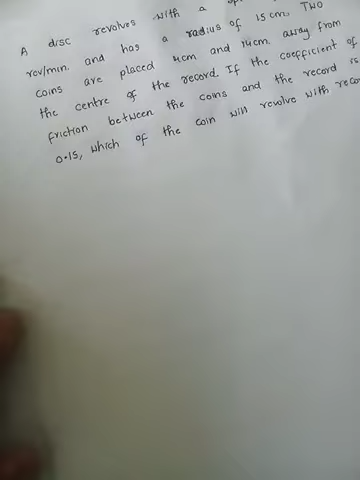 A disc revolves with a
rev/min. and has a radius of 15 cm. Two
coins are placed 4cm and 14cm. away from
the centre of the record. If the coefficient of
friction between the coins and the record is
0.15, which of the coin will revolve with